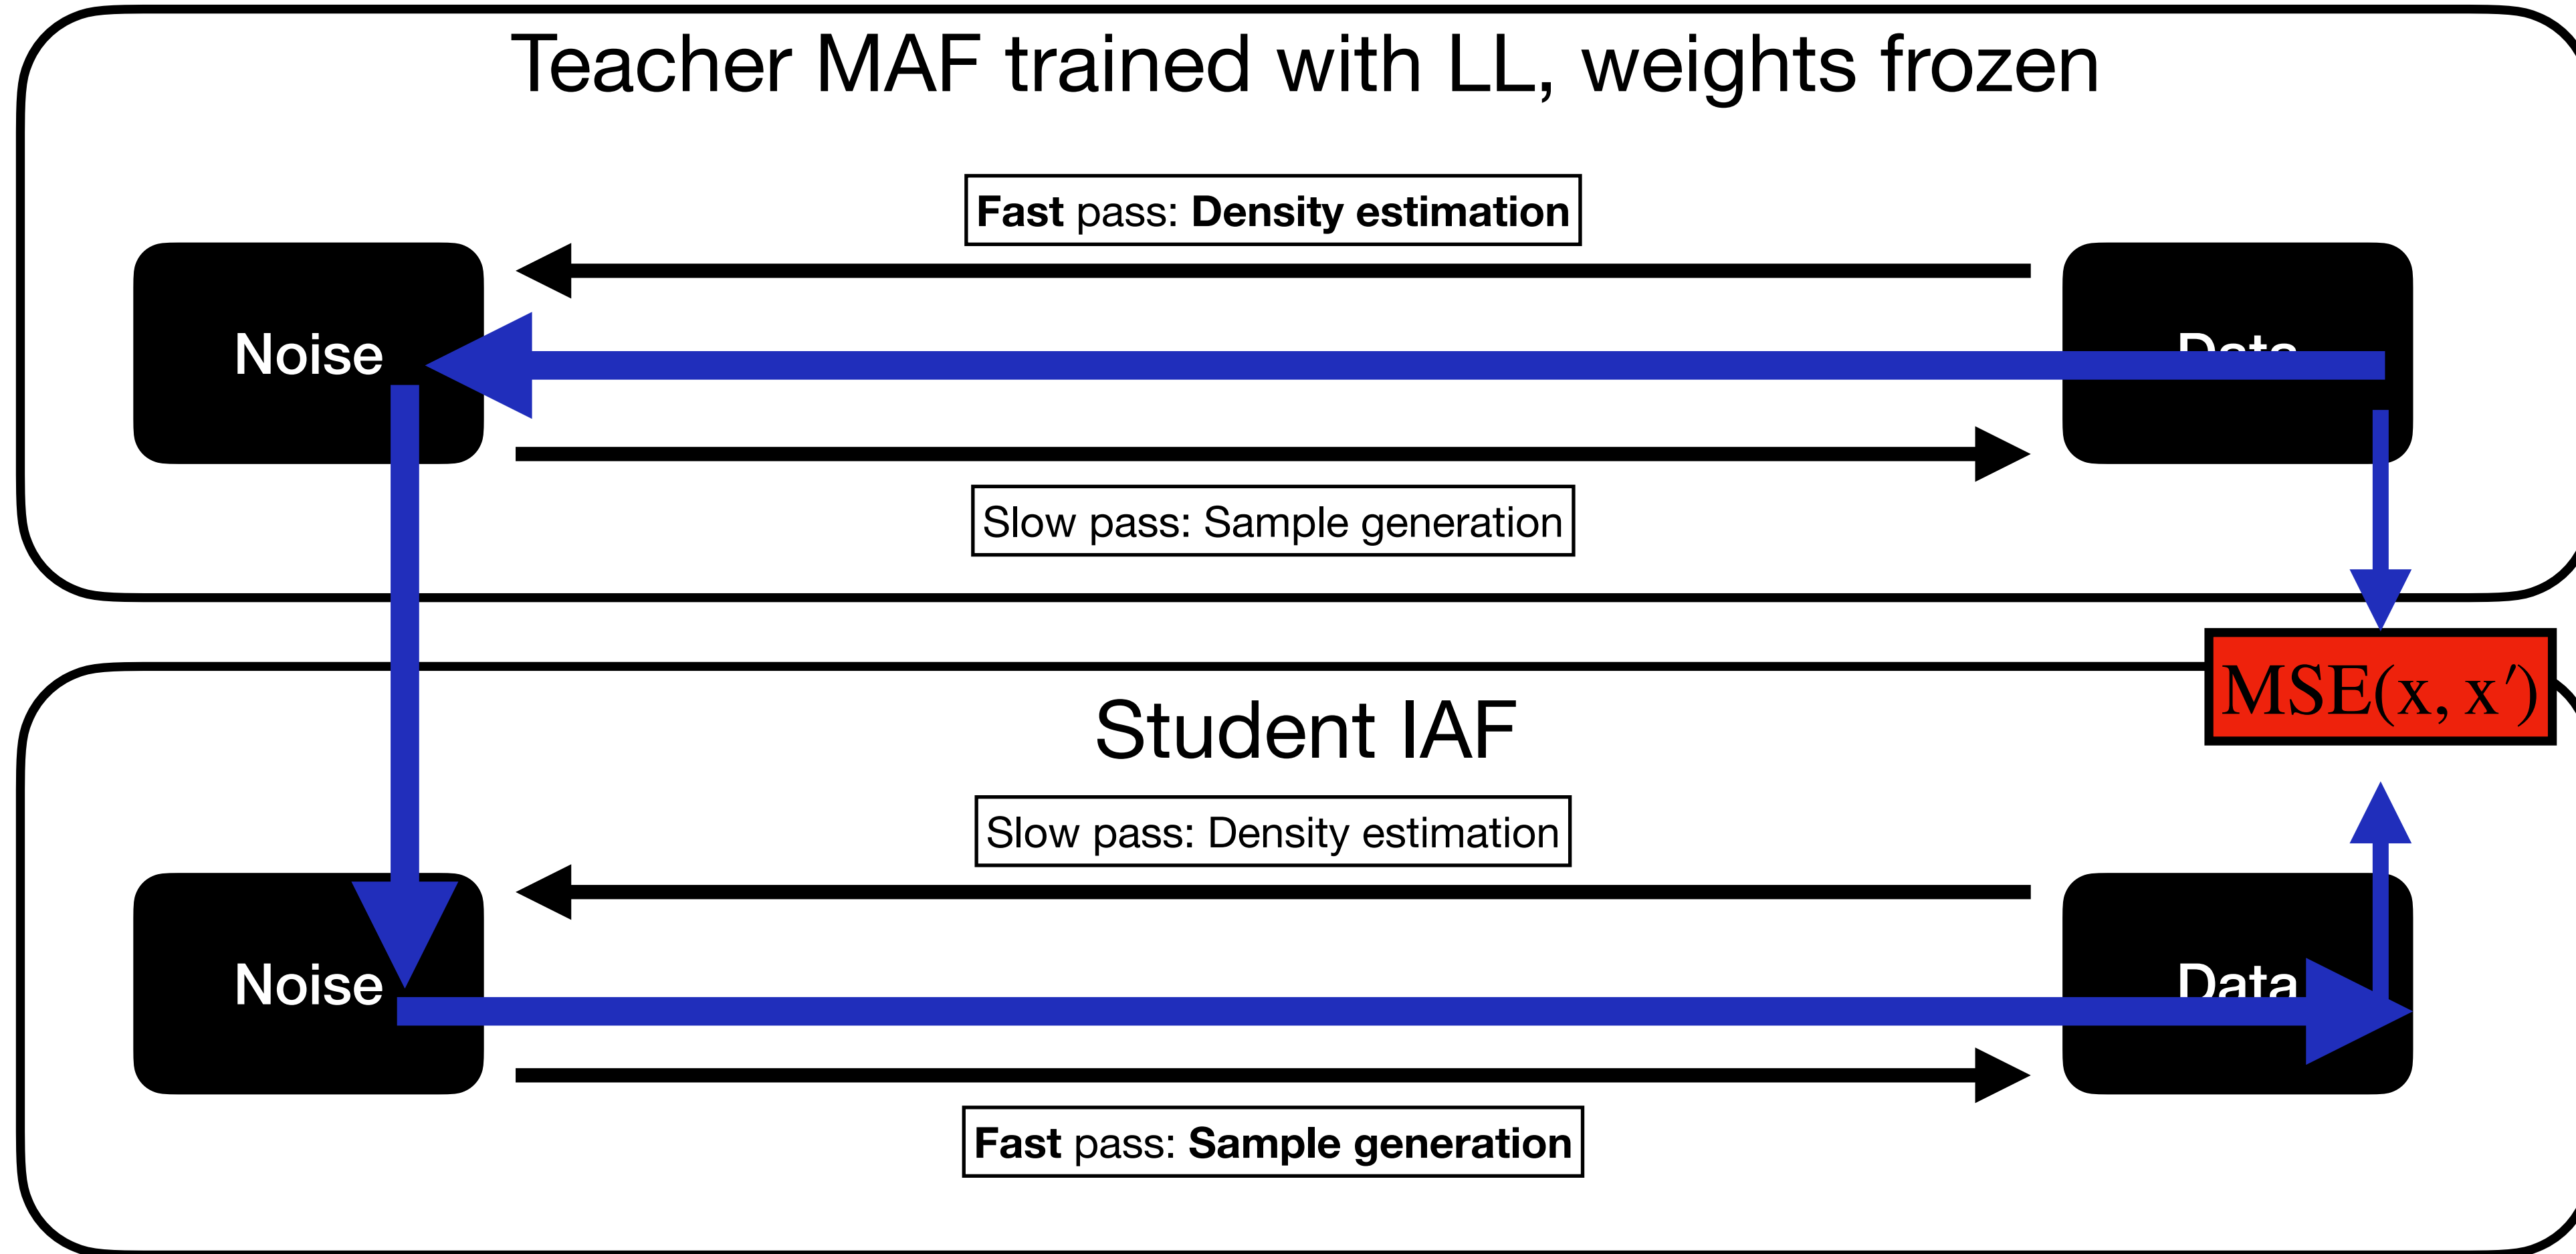 Teacher MAF trained with LL, weights frozen
Fast pass: Density estimation
Noise
Data
Slow pass: Sample generation
MSE(x, x′)
Student IAF
Slow pass: Density estimation
Noise
Data
Fast pass: Sample generation